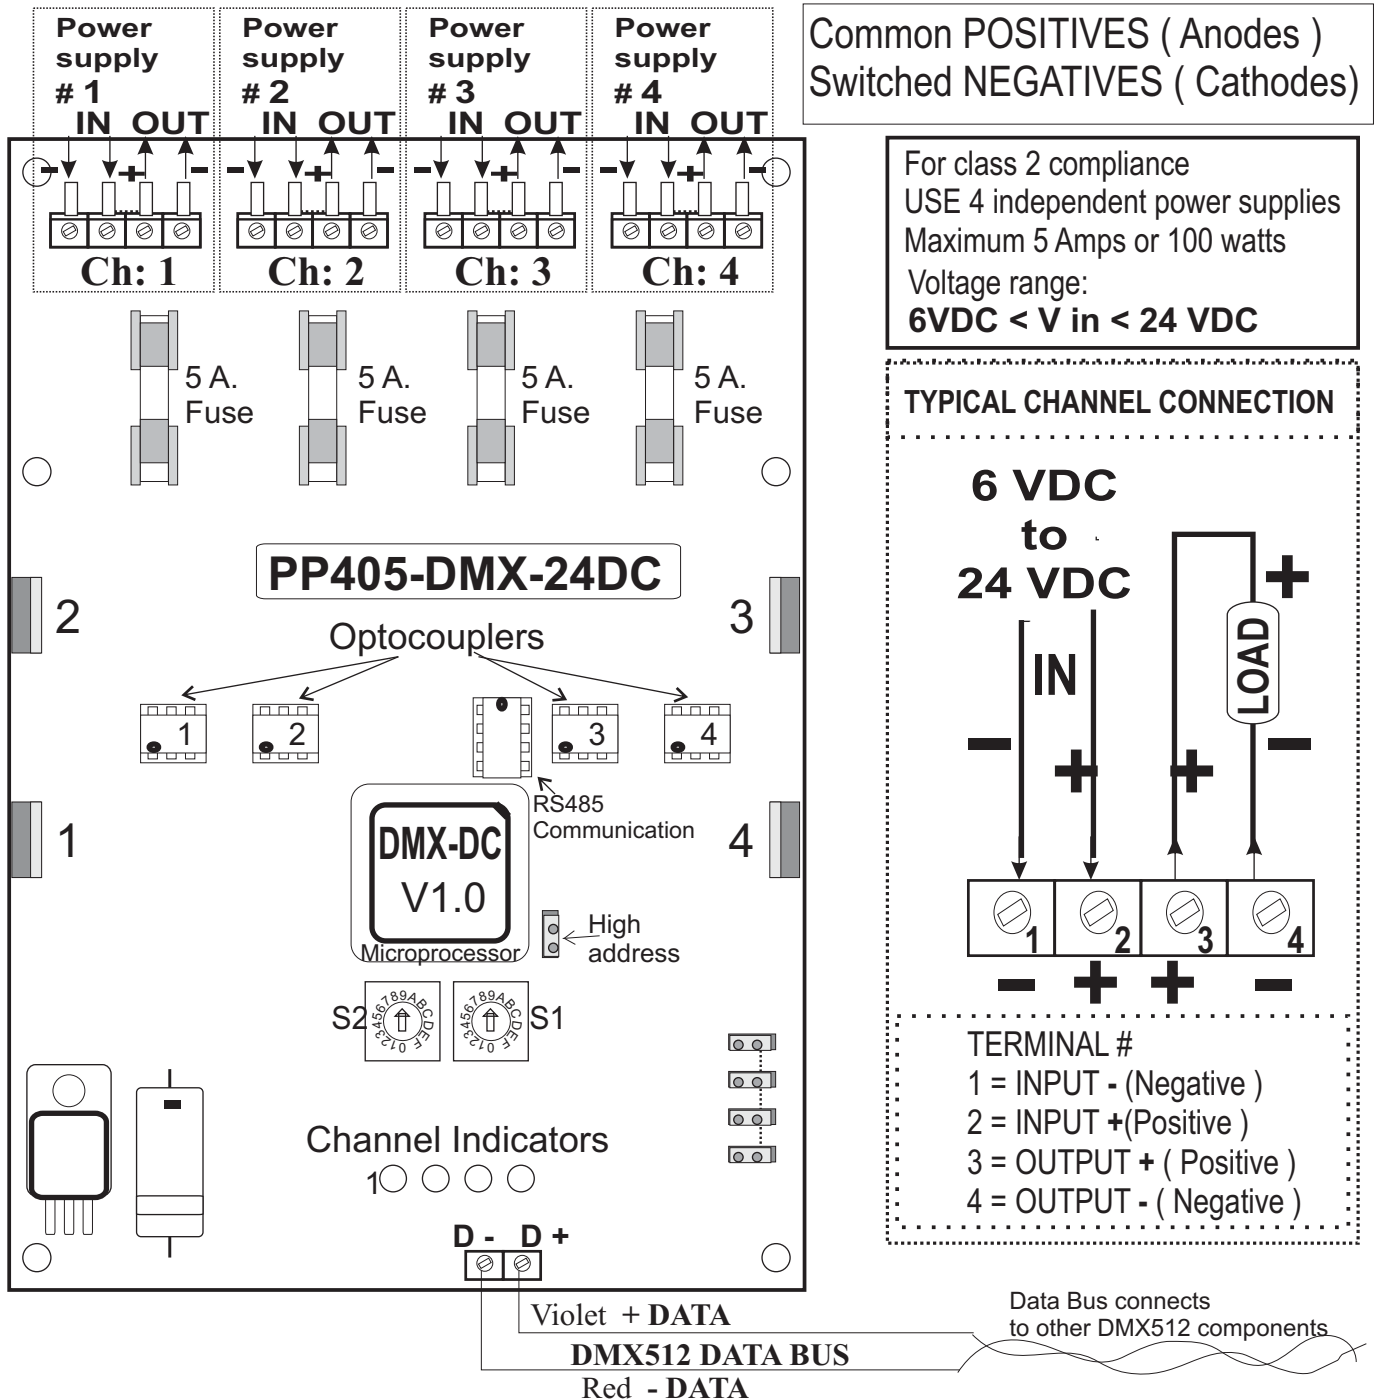 Power supply # 1
IN OUT
- + -
Ch: 1
Power supply # 2
IN OUT
- + -
Ch: 2
Power supply # 3
IN OUT
- + -
Ch: 3
Power supply # 4
IN OUT
- + -
Ch: 4
Common POSITIVES ( Anodes )
Switched NEGATIVES ( Cathodes)
For class 2 compliance
USE 4 independent power supplies
Maximum 5 Amps or 100 watts
Voltage range:
6VDC < V in < 24 VDC
5 A.
Fuse
5 A.
Fuse
5 A.
Fuse
5 A.
Fuse
PP405-DMX-24DC
2
3
Optocouplers
1
2
3
4
RS485
Communication
1
4
DMX-DC
V1.0
Microprocessor
High
address
S2
0123456789ABCDEF
0123456789ABCDEF
S1
Channel Indicators
1
-
D - D +
Violet + DATA
DMX512 DATA BUS
Red - DATA
Data Bus connects
to other DMX512 components
TYPICAL CHANNEL CONNECTION
6 VDC
to
24 VDC
IN
LOAD
+
- + + -
1 2 3 4
- + + -
TERMINAL #
1 = INPUT - (Negative )
2 = INPUT +(Positive )
3 = OUTPUT + ( Positive )
4 = OUTPUT - ( Negative )